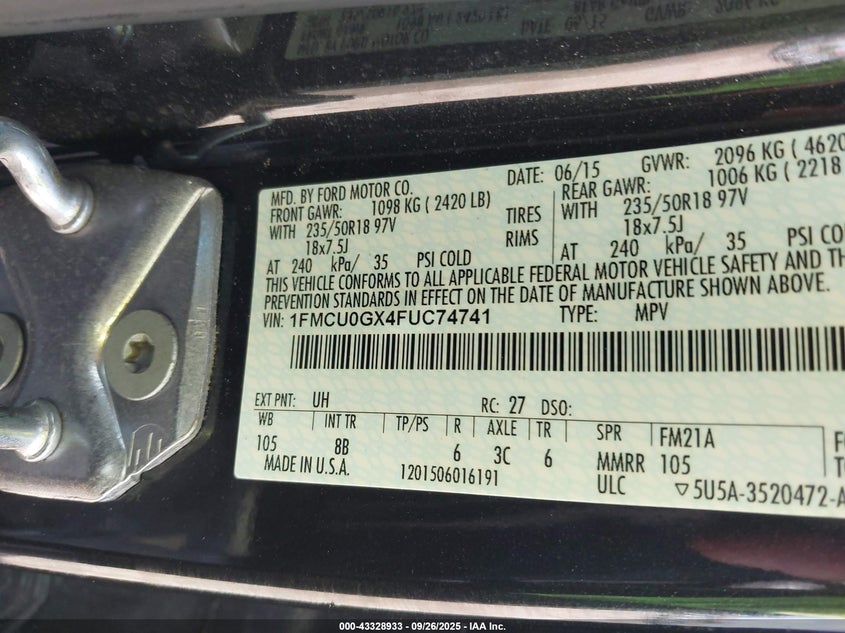 MFD. BY FORD MOTOR CO. DATE: 06/15 GVWR: 2096 KG ( 4620
FRONT GAWR: 1098 KG ( 2420 LB) REAR GAWR: 1006 KG ( 2218
WITH 235/50R18 97V TIRES WITH 235/50R18 97V
18x7.5J RIMS 18x7.5J
AT 240 kPa/ 35 PSI COLD AT 240 kPa/ 35 PSI CO
THIS VEHICLE CONFORMS TO ALL APPLICABLE FEDERAL MOTOR VEHICLE SAFETY AND TH
PREVENTION STANDARDS IN EFFECT ON THE DATE OF MANUFACTURE SHOWN ABOVE.
VIN: 1FMCU0GX4FUC74741 TYPE: MPV
EXT PNT: UH RC: 27 DSO:
WB INT TR TP/PS R AXLE TR SPR FM21A
105 8B 6 3C 6 MMRR 105
MADE IN U.S.A. 1201506016191 ULC 5U5A-3520472-A
000-43328933 - 09/26/2025 - IAA Inc.